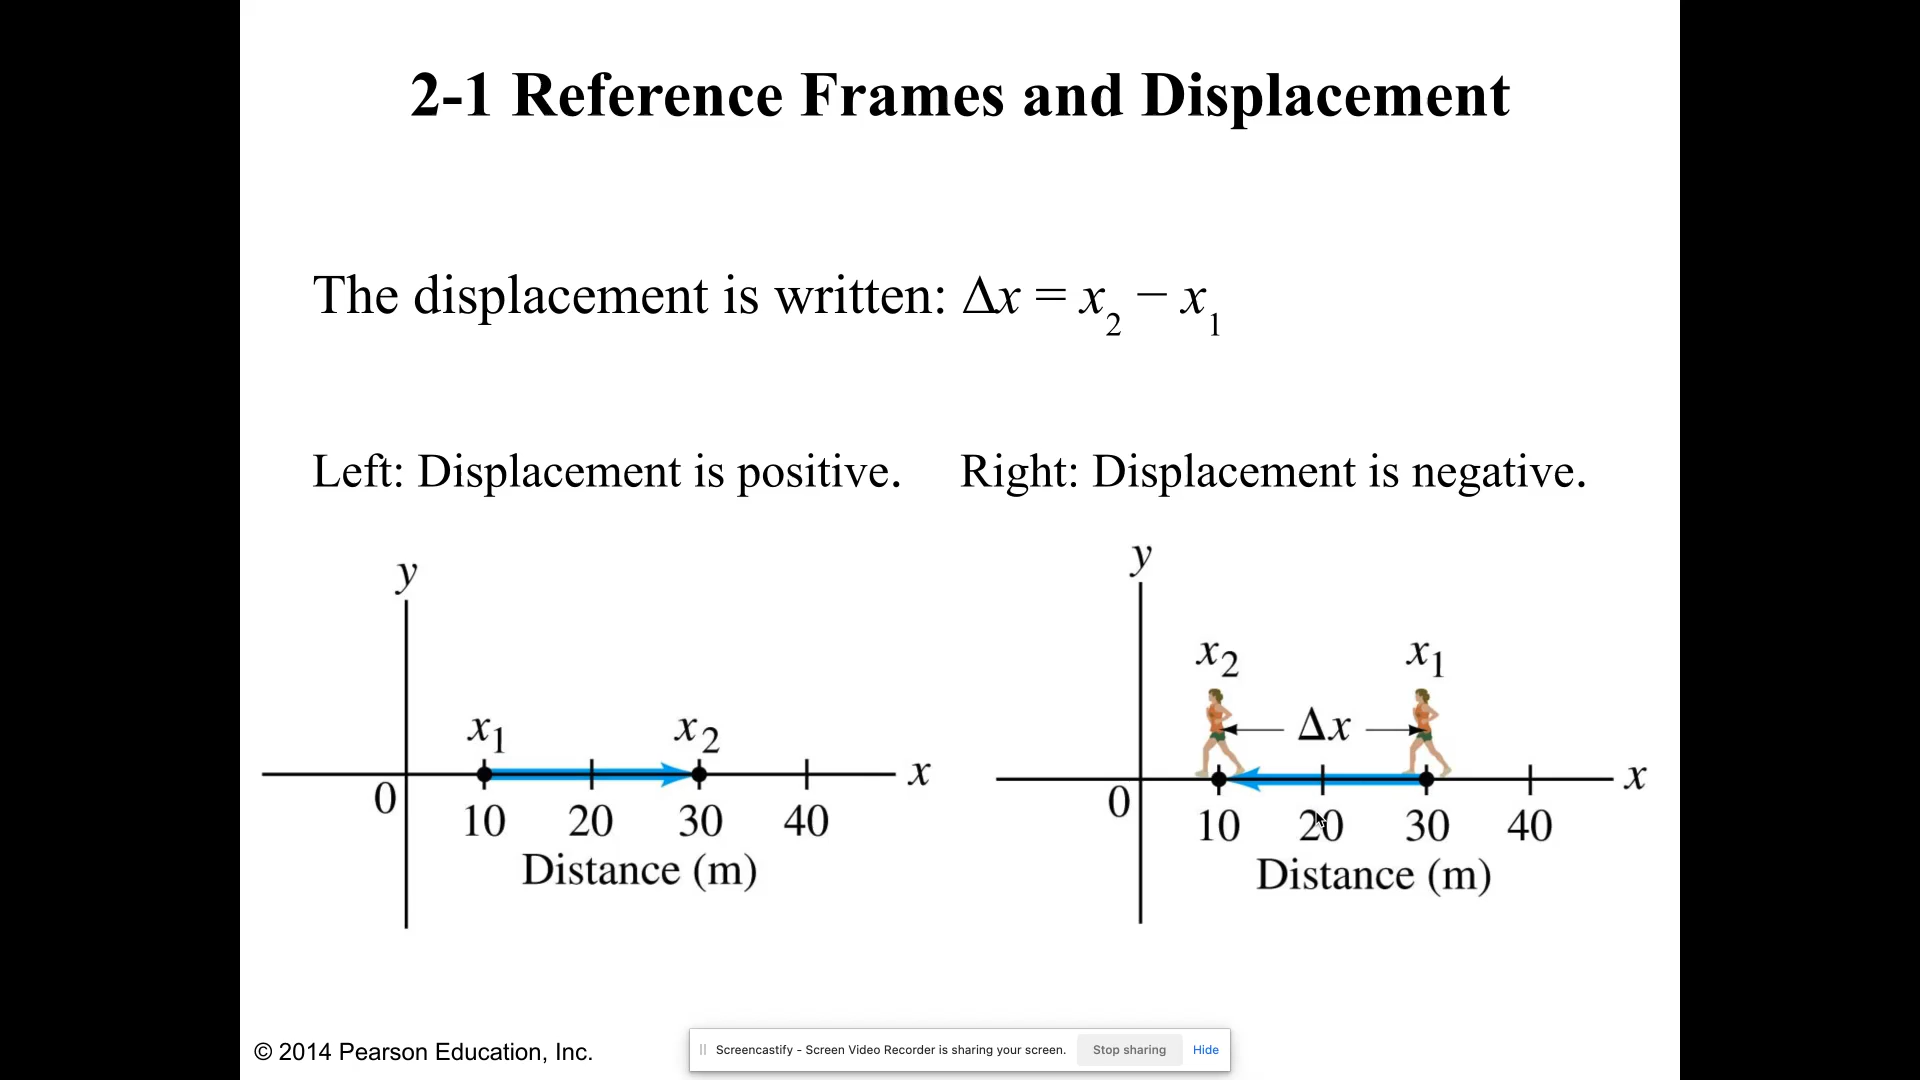 2-1 Reference Frames and Displacement
The displacement is written: Δx = x₂ − x₁
Left: Displacement is positive.
Right: Displacement is negative.
y
x₁
x₂
x
0
10 20 30 40
Distance (m)
y
x₂
x₁
Δx
x
0
10 20 30 40
Distance (m)
© 2014 Pearson Education, Inc.
Screencastify - Screen Video Recorder is sharing your screen. Stop sharing Hide